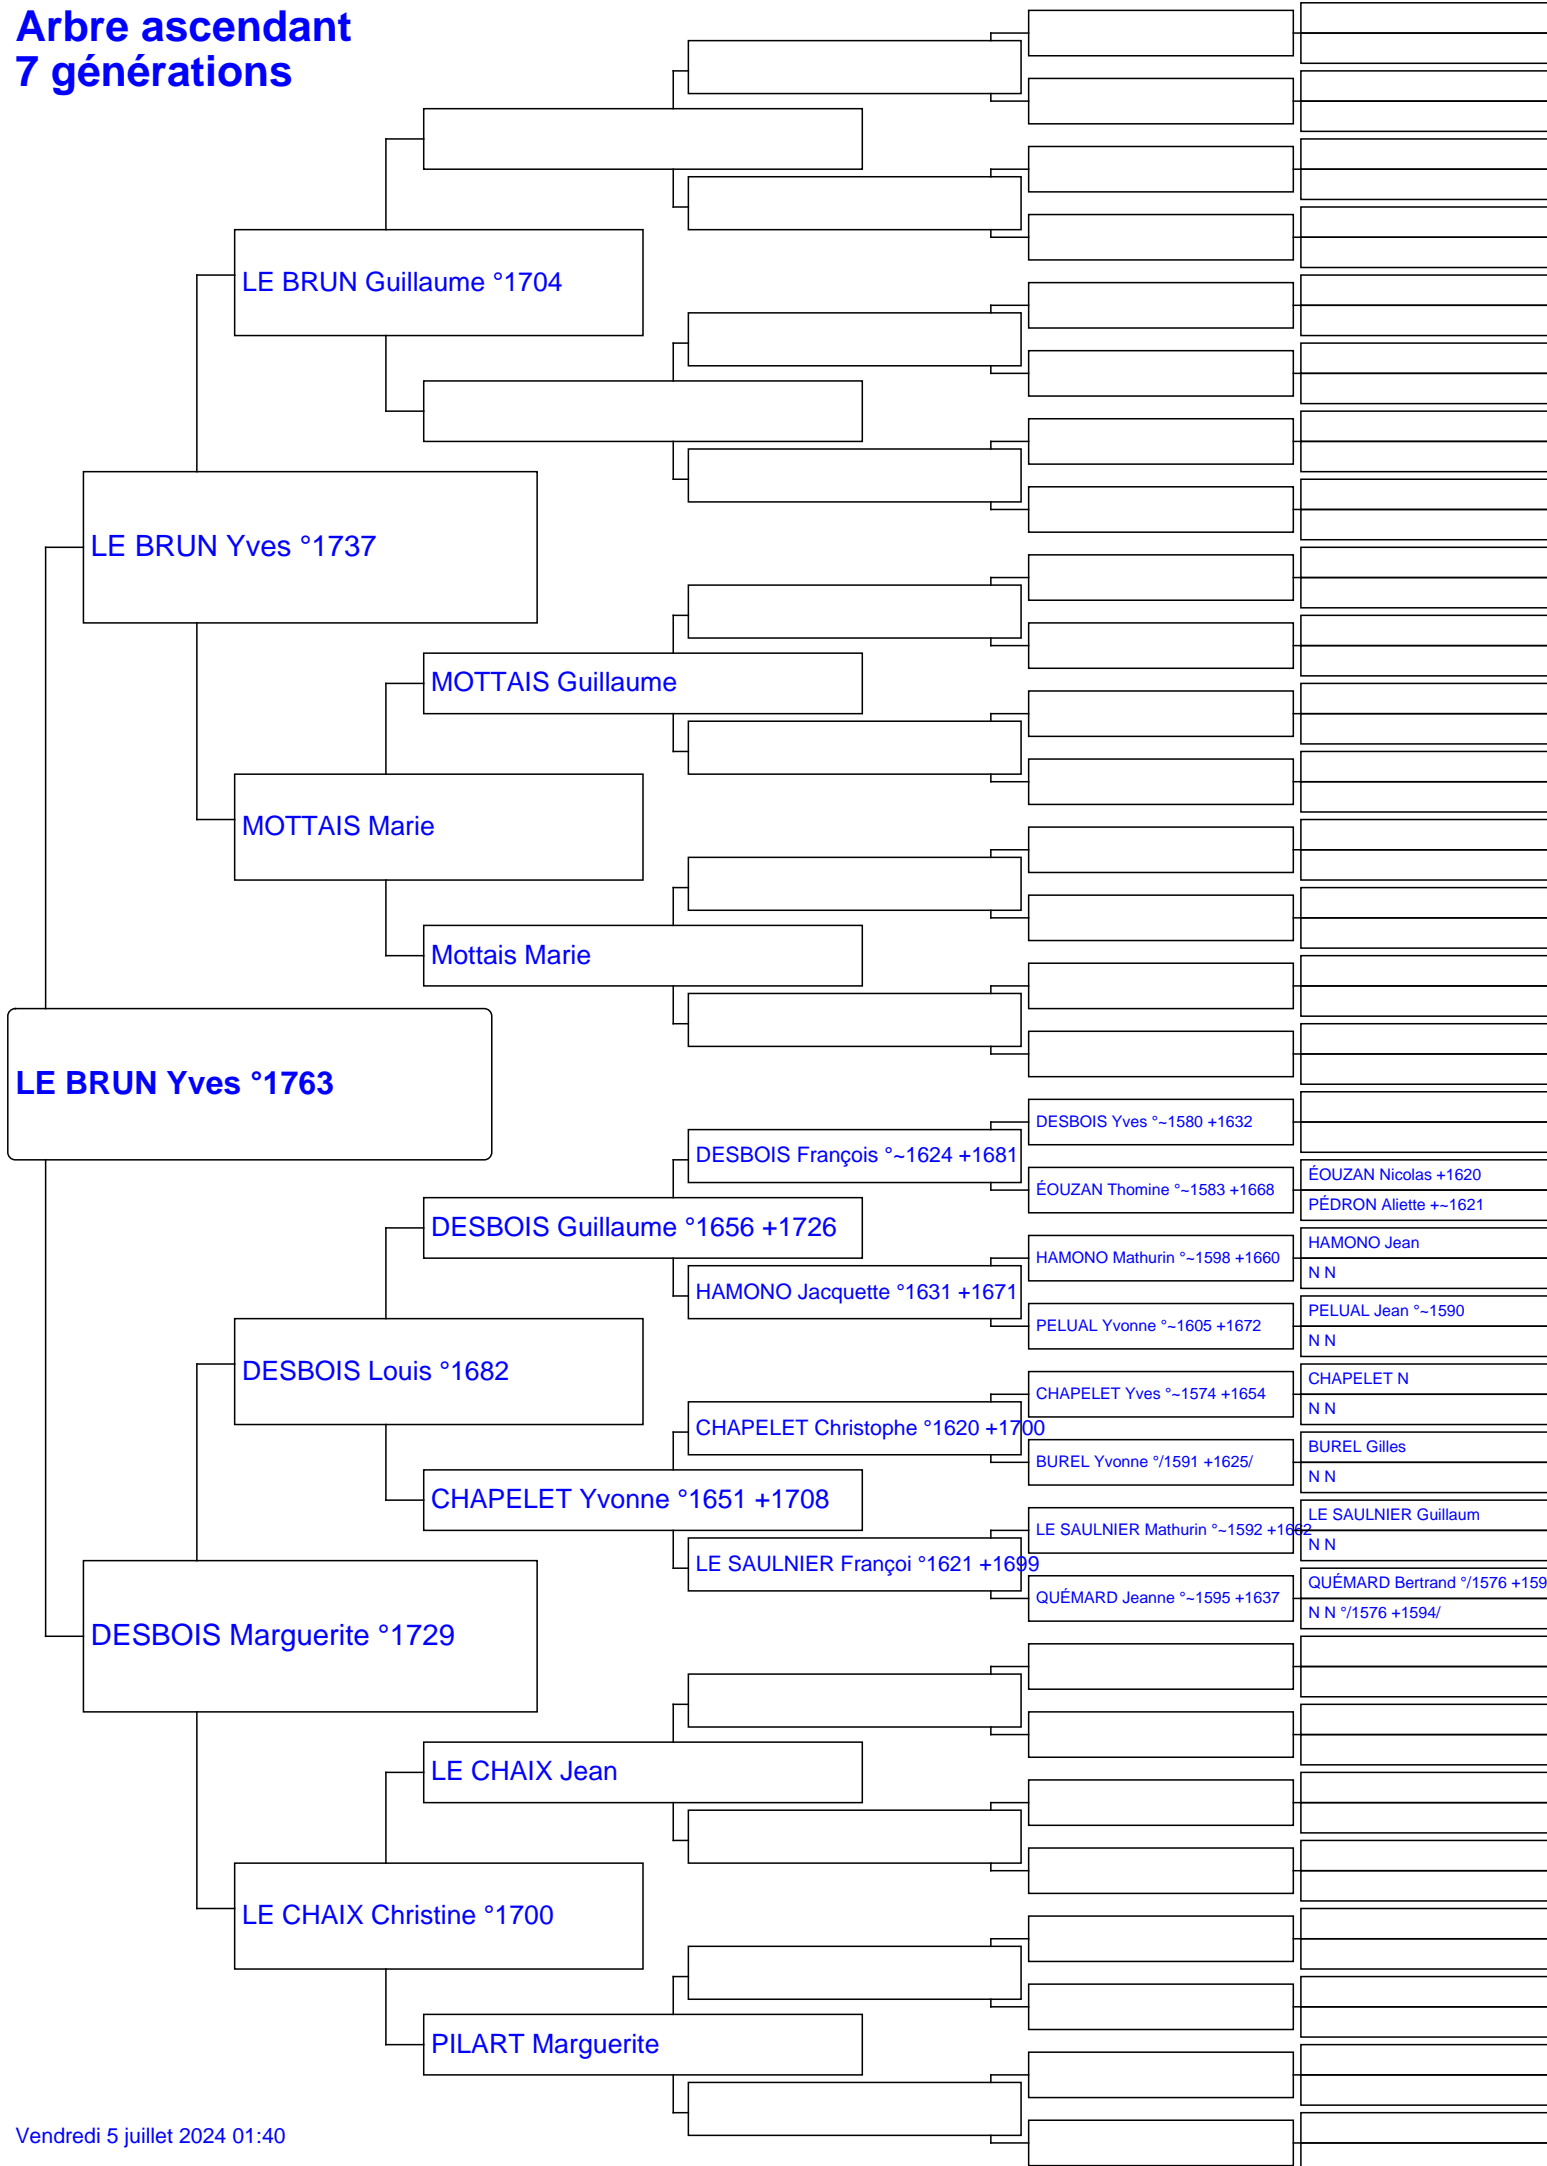 Arbre ascendant
7 générations
LE BRUN Guillaume °1704
LE BRUN Yves °1737
MOTTAIS Guillaume
MOTTAIS Marie
Mottais Marie
LE BRUN Yves °1763
DESBOIS Yves °~1580 +1632
DESBOIS François °~1624 +1681
ÉOUZAN Nicolas +1620
ÉOUZAN Thomine °~1583 +1668
PÉDRON Aliette +~1621
DESBOIS Guillaume °1656 +1726
HAMONO Jean
HAMONO Mathurin °~1598 +1660
N N
HAMONO Jacquette °1631 +1671
PELUAL Jean °~1590
PELUAL Yvonne °~1605 +1672
N N
DESBOIS Louis °1682
CHAPELET N
CHAPELET Yves °~1574 +1654
N N
CHAPELET Christophe °1620 +1700
BUREL Gilles
BUREL Yvonne °/1591 +1625/
N N
CHAPELET Yvonne °1651 +1708
LE SAULNIER Guillaum
LE SAULNIER Mathurin °~1592 +1662
N N
LE SAULNIER Françoi °1621 +1699
QUÉMARD Bertrand °/1576 +159
QUÉMARD Jeanne °~1595 +1637
N N °/1576 +1594/
DESBOIS Marguerite °1729
LE CHAIX Jean
LE CHAIX Christine °1700
PILART Marguerite
Vendredi 5 juillet 2024 01:40